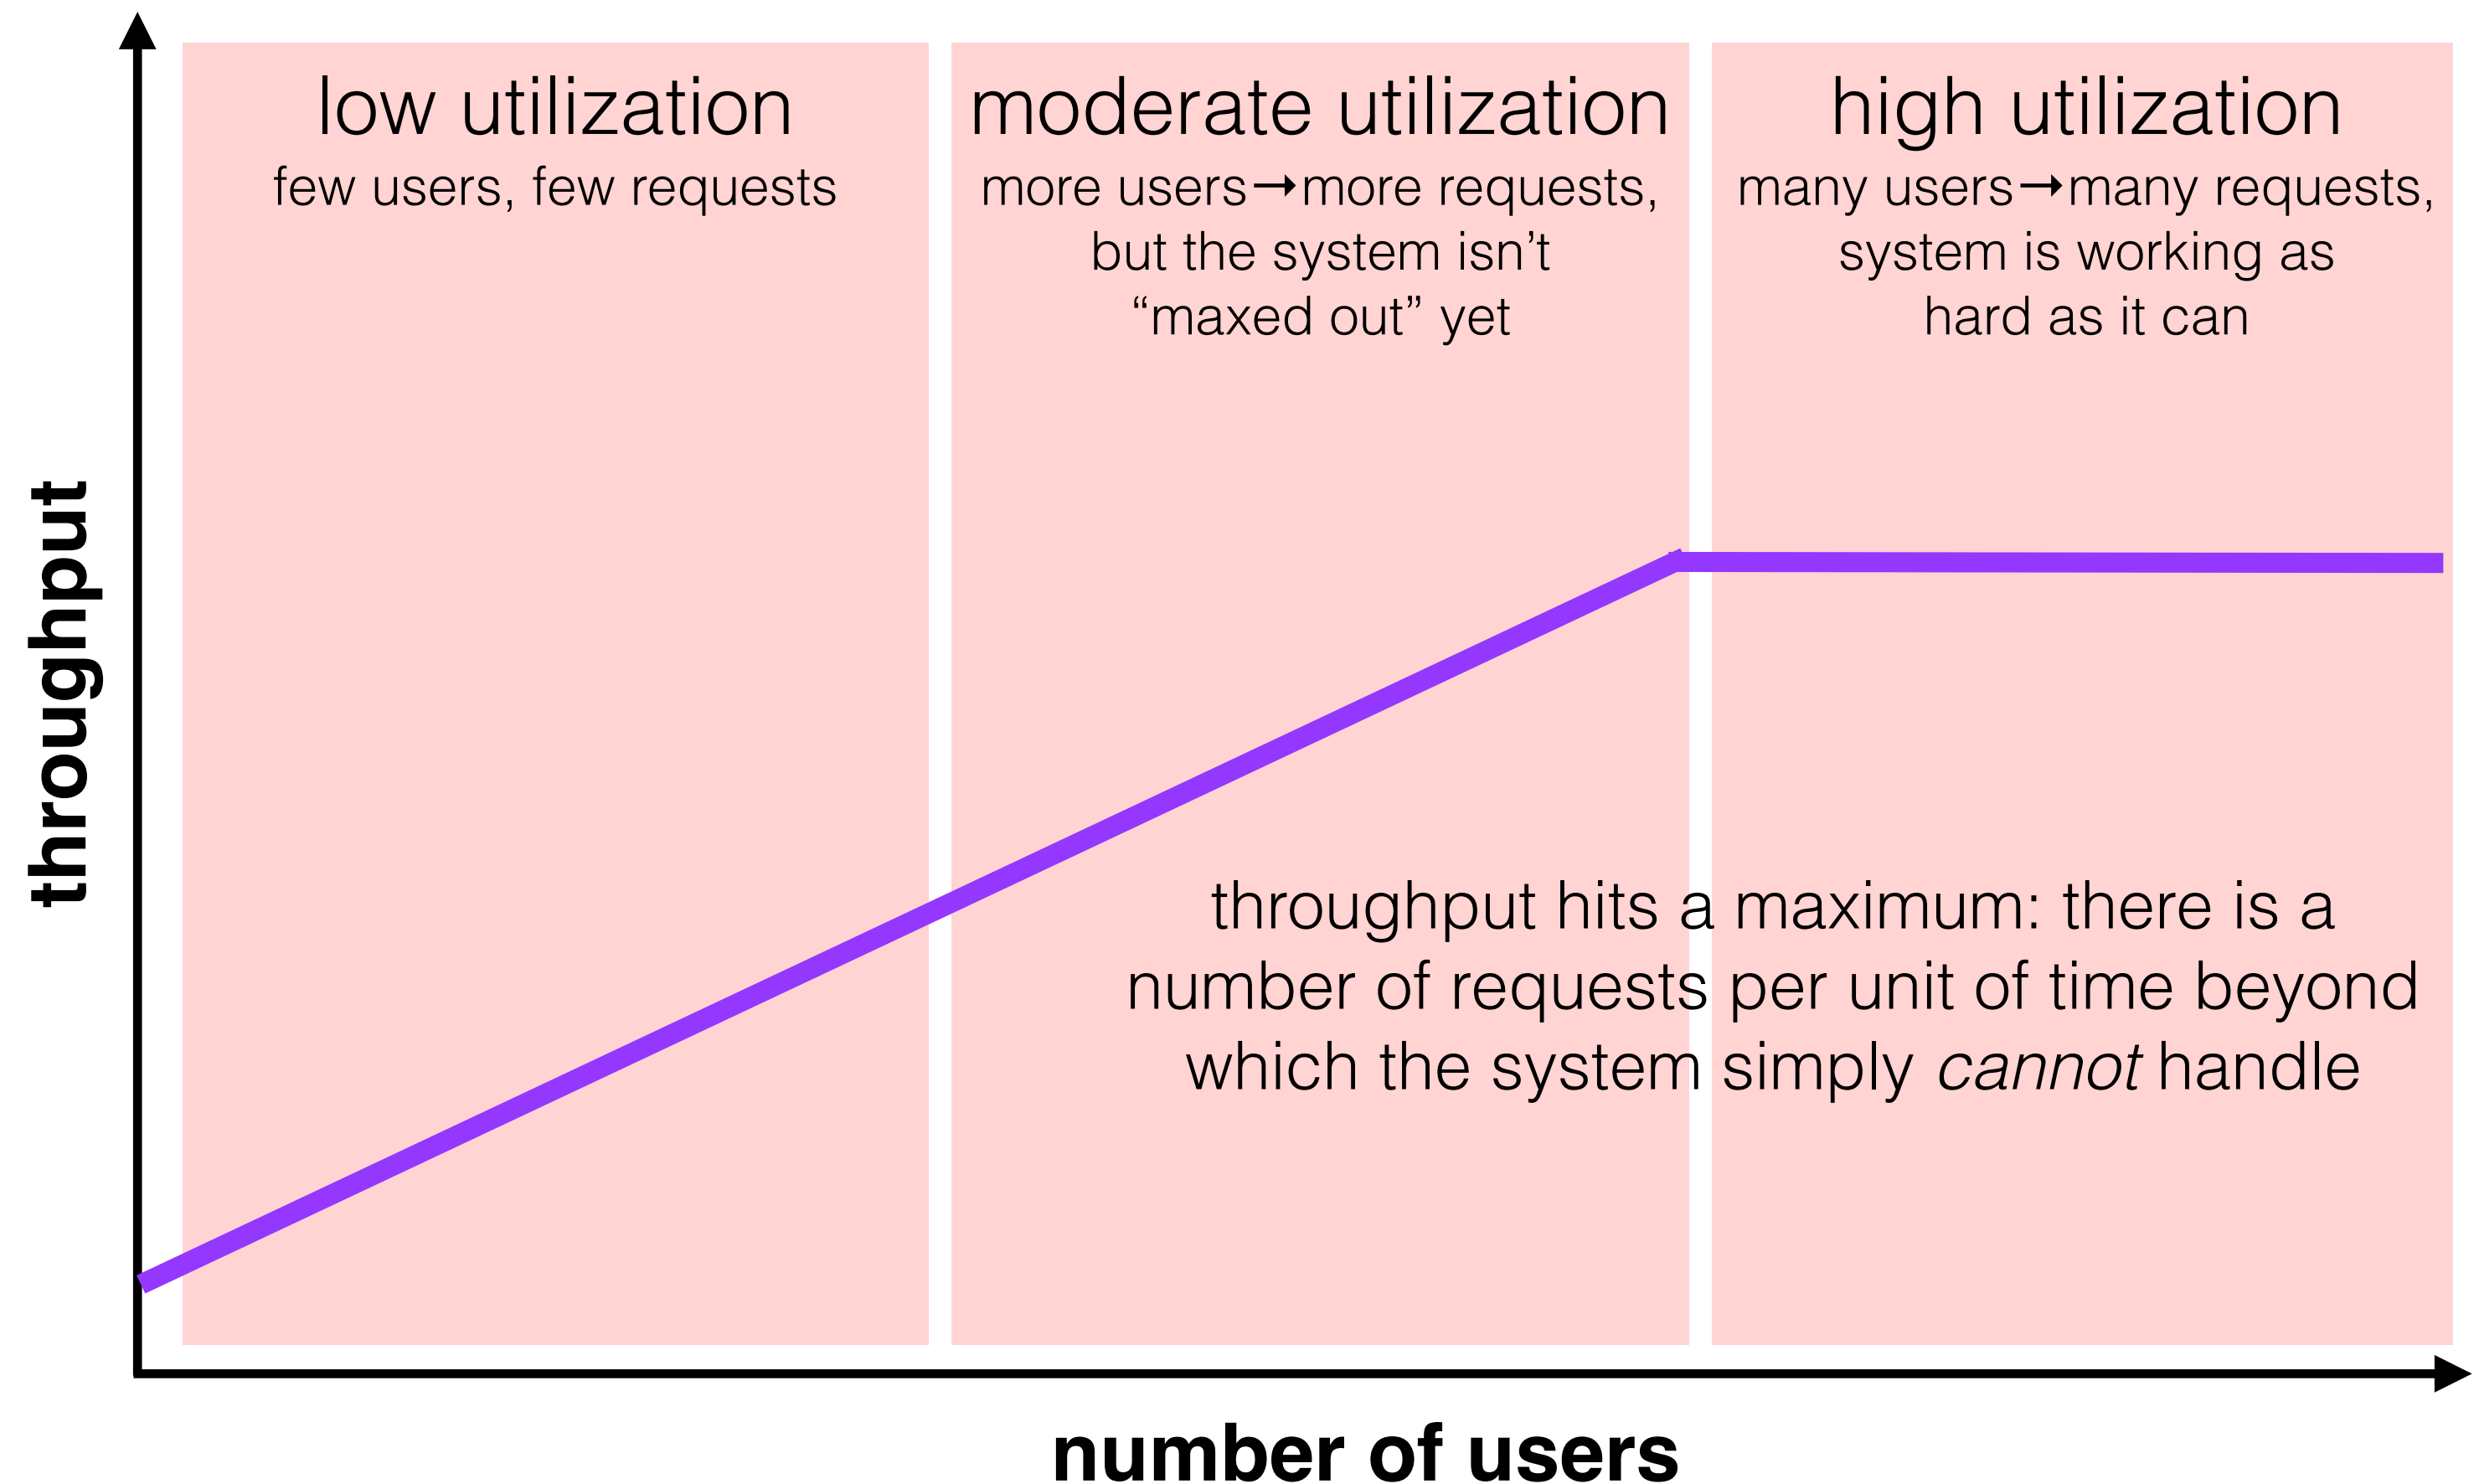 low utilization
few users, few requests
moderate utilization
more users→more requests,
but the system isn’t
“maxed out” yet
high utilization
many users→many requests,
system is working as
hard as it can
throughput
throughput hits a maximum: there is a
number of requests per unit of time beyond
which the system simply cannot handle
number of users